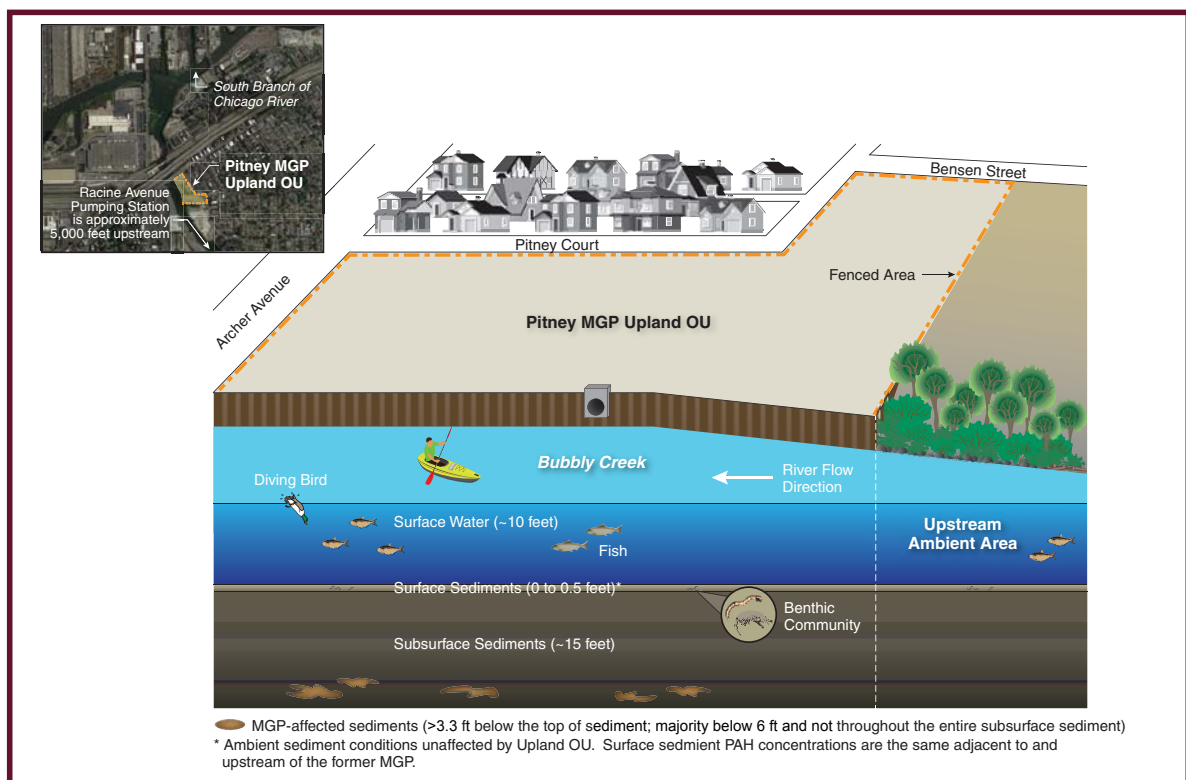 South Branch of
Chicago River
Pitney MGP
Upland OU
Racine Avenue
Pumping Station
is approximately
5,000 feet upstream
Bensen Street
Pitney Court
Archer Avenue
Fenced Area
Pitney MGP Upland OU
Bubbly Creek
River Flow
Direction
Diving Bird
Surface Water (~10 feet)
Fish
Upstream
Ambient Area
Surface Sediments (0 to 0.5 feet)*
Benthic
Community
Subsurface Sediments (~15 feet)
MGP-affected sediments (>3.3 ft below the top of sediment; majority below 6 ft and not throughout the entire subsurface sediment)
* Ambient sediment conditions unaffected by Upland OU. Surface sedmient PAH concentrations are the same adjacent to and
upstream of the former MGP.